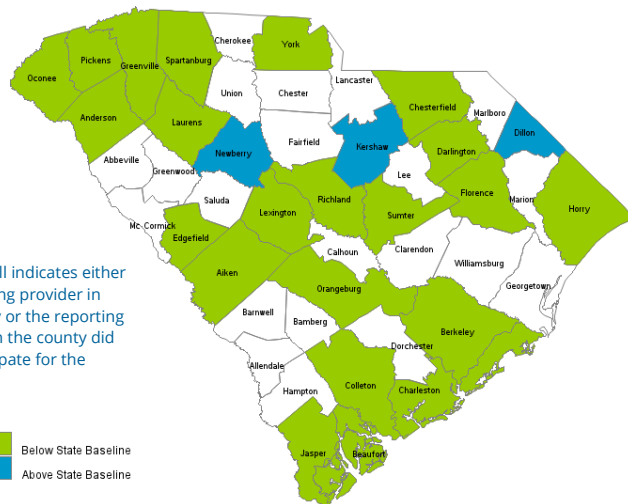 Cherokee
York
Spartanburg
Pickens
Greenville
Oconee
Lancaster
Union
Chester
Chesterfield
Marlboro
Anderson
Laurens
Dillon
Fairfield
Kershaw
Darlington
Newberry
Abbeville
Greenwood
Lee
Florence
Marion
Saluda
Richland
Horry
Lexington
Sumter
Mc Cormick
Edgefield
Calhoun
Clarendon
Williamsburg
Aiken
Georgetown
Orangeburg
Barnwell
Bamberg
Berkeley
Dorchester
Allendale
Colleton
Charleston
Hampton
Jasper
Beaufort
ll indicates either
ng provider in
or the reporting
n the county did
pate for the
Below State Baseline
Above State Baseline